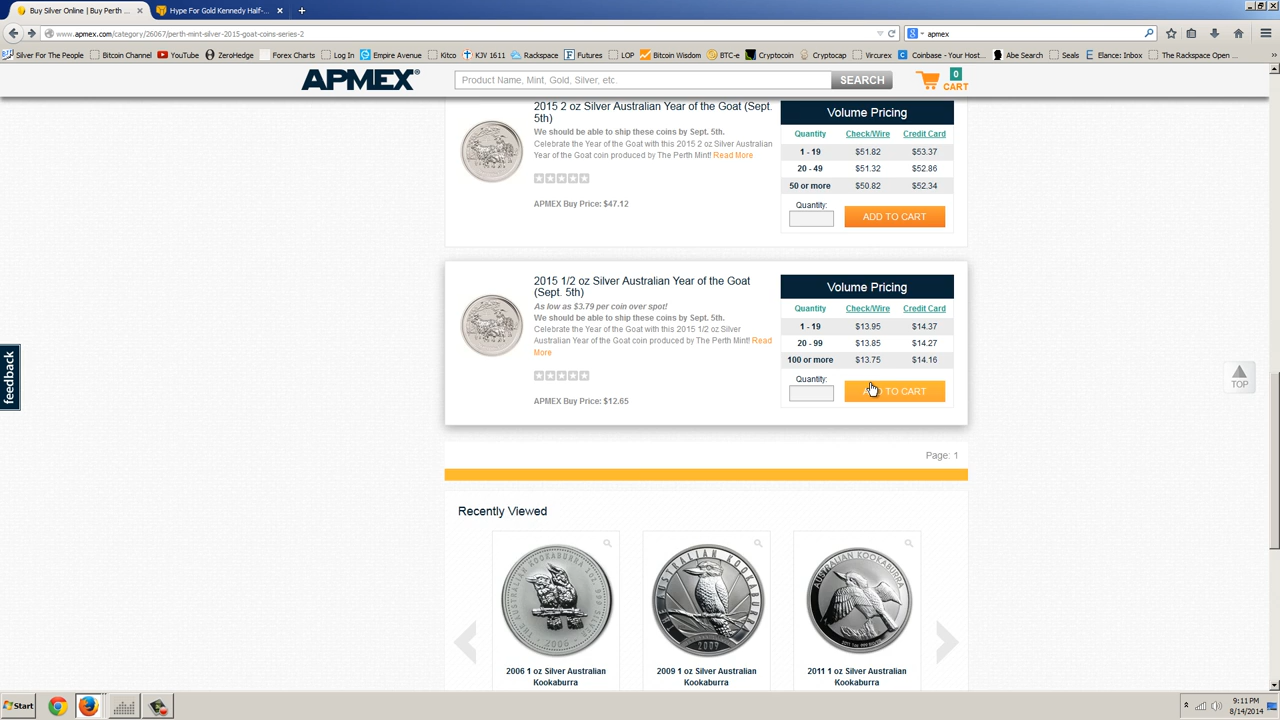 Buy Silver Online | Buy Perth ...
Hype For Gold Kennedy Half-...
www.apmex.com/category/26067/perth-mint-silver-2015-goat-coins-series-2
apmex
Silver For The People
Bitcoin Channel
YouTube
ZeroHedge
Forex Charts
Log In
Empire Avenue
Kitco
KJV 1611
Rackspace
Futures
LOP
Bitcoin Wisdom
BTC-e
Cryptocoin
Cryptocap
Vircurex
Coinbase - Your Host...
Abe Search
Seals
Elance: Inbox
The Rackspace Open ...
APMEX®
Product Name, Mint, Gold, Silver, etc.
SEARCH
0
CART
2015 2 oz Silver Australian Year of the Goat (Sept.
5th)
We should be able to ship these coins by Sept. 5th.
Celebrate the Year of the Goat with this 2015 2 oz Silver Australian
Year of the Goat coin produced by The Perth Mint! Read More
APMEX Buy Price: $47.12
Volume Pricing
Quantity Check/Wire Credit Card
1 - 19 $51.82 $53.37
20 - 49 $51.32 $52.86
50 or more $50.82 $52.34
Quantity:
ADD TO CART
2015 1/2 oz Silver Australian Year of the Goat
(Sept. 5th)
As low as $3.79 per coin over spot!
We should be able to ship these coins by Sept. 5th.
Celebrate the Year of the Goat with this 2015 1/2 oz Silver
Australian Year of the Goat coin produced by The Perth Mint! Read
More
APMEX Buy Price: $12.65
Volume Pricing
Quantity Check/Wire Credit Card
1 - 19 $13.95 $14.37
20 - 99 $13.85 $14.27
100 or more $13.75 $14.16
Quantity:
TO CART
feedback
TOP
Page: 1
Recently Viewed
2006 1 oz Silver Australian
Kookaburra
2009 1 oz Silver Australian
Kookaburra
2011 1 oz Silver Australian
Kookaburra
Start
9:11 PM
8/14/2014